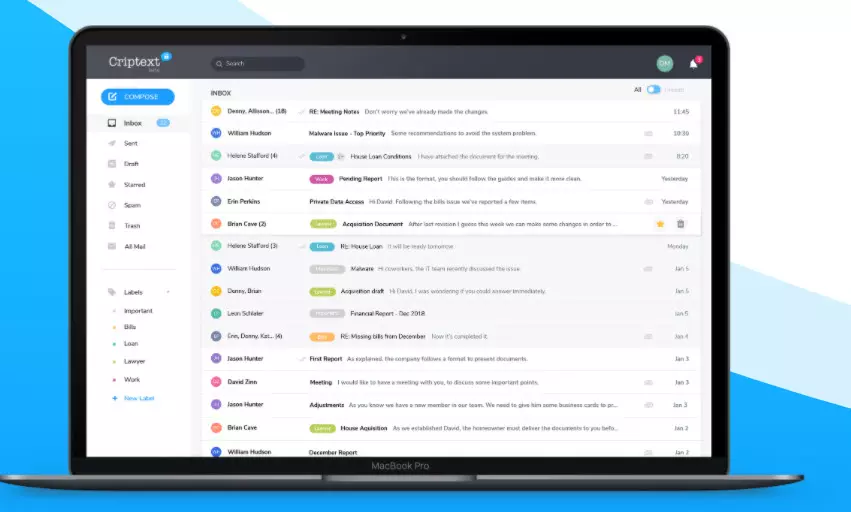 Criptext
Search
COMPOSE
Inbox
Sent
Draft
Starred
Spam
Trash
All Mail
Labels
Important
Bills
Loan
Lawyer
Work
New Label
INBOX
All
Denny, Allison... (18) RE: Meeting Notes Don't worry we've already made the changes. 11:45
William Hudson Malware Issue - Top Priority Some recommendations to avoid the system problem. 10:30
Helene Stafford (4) Loan House Loan Conditions I have attached the document for the meeting. 8:20
Jason Hunter Work Pending Report This is the format, you should follow the guides and make it more clean. Yesterday
Erin Perkins Private Data Access Hi David. Following the bills issue we've reported a few items. Yesterday
Brian Cave (2) Lawyer Acquisition Document After last revision I guess this week we can make some changes in order to ...
Helene Stafford (3) Loan RE: House Loan It will be ready tomorrow. Monday
William Hudson Malware Hi coworkers, the IT team recently discussed the issue. Jan 5
Denny, Brian Lawyer Acquisition draft Hi David, I was wondering if you could answer immediately. Jan 5
Leon Schlaler Financial Report - Dec 2018 Jan 5
Erin, Denny, Kat... (4) Bills RE: Missing bills from December Now it's completed it. Jan 4
Jason Hunter First Report As explained, the company follows a format to present documents. Jan 3
David Zinn Meeting I would like to have a meeting with you, to discuss some important points. Jan 3
Jason Hunter Adjustments As you know we have a new member in our team. We need to give him some business cards to pr... Jan 3
Brian Cave Lawyer House Aquisition As we established David, the homeowner must deliver the documents to you befo... Jan 2
William Hudson December Report Jan 2
MacBook Pro